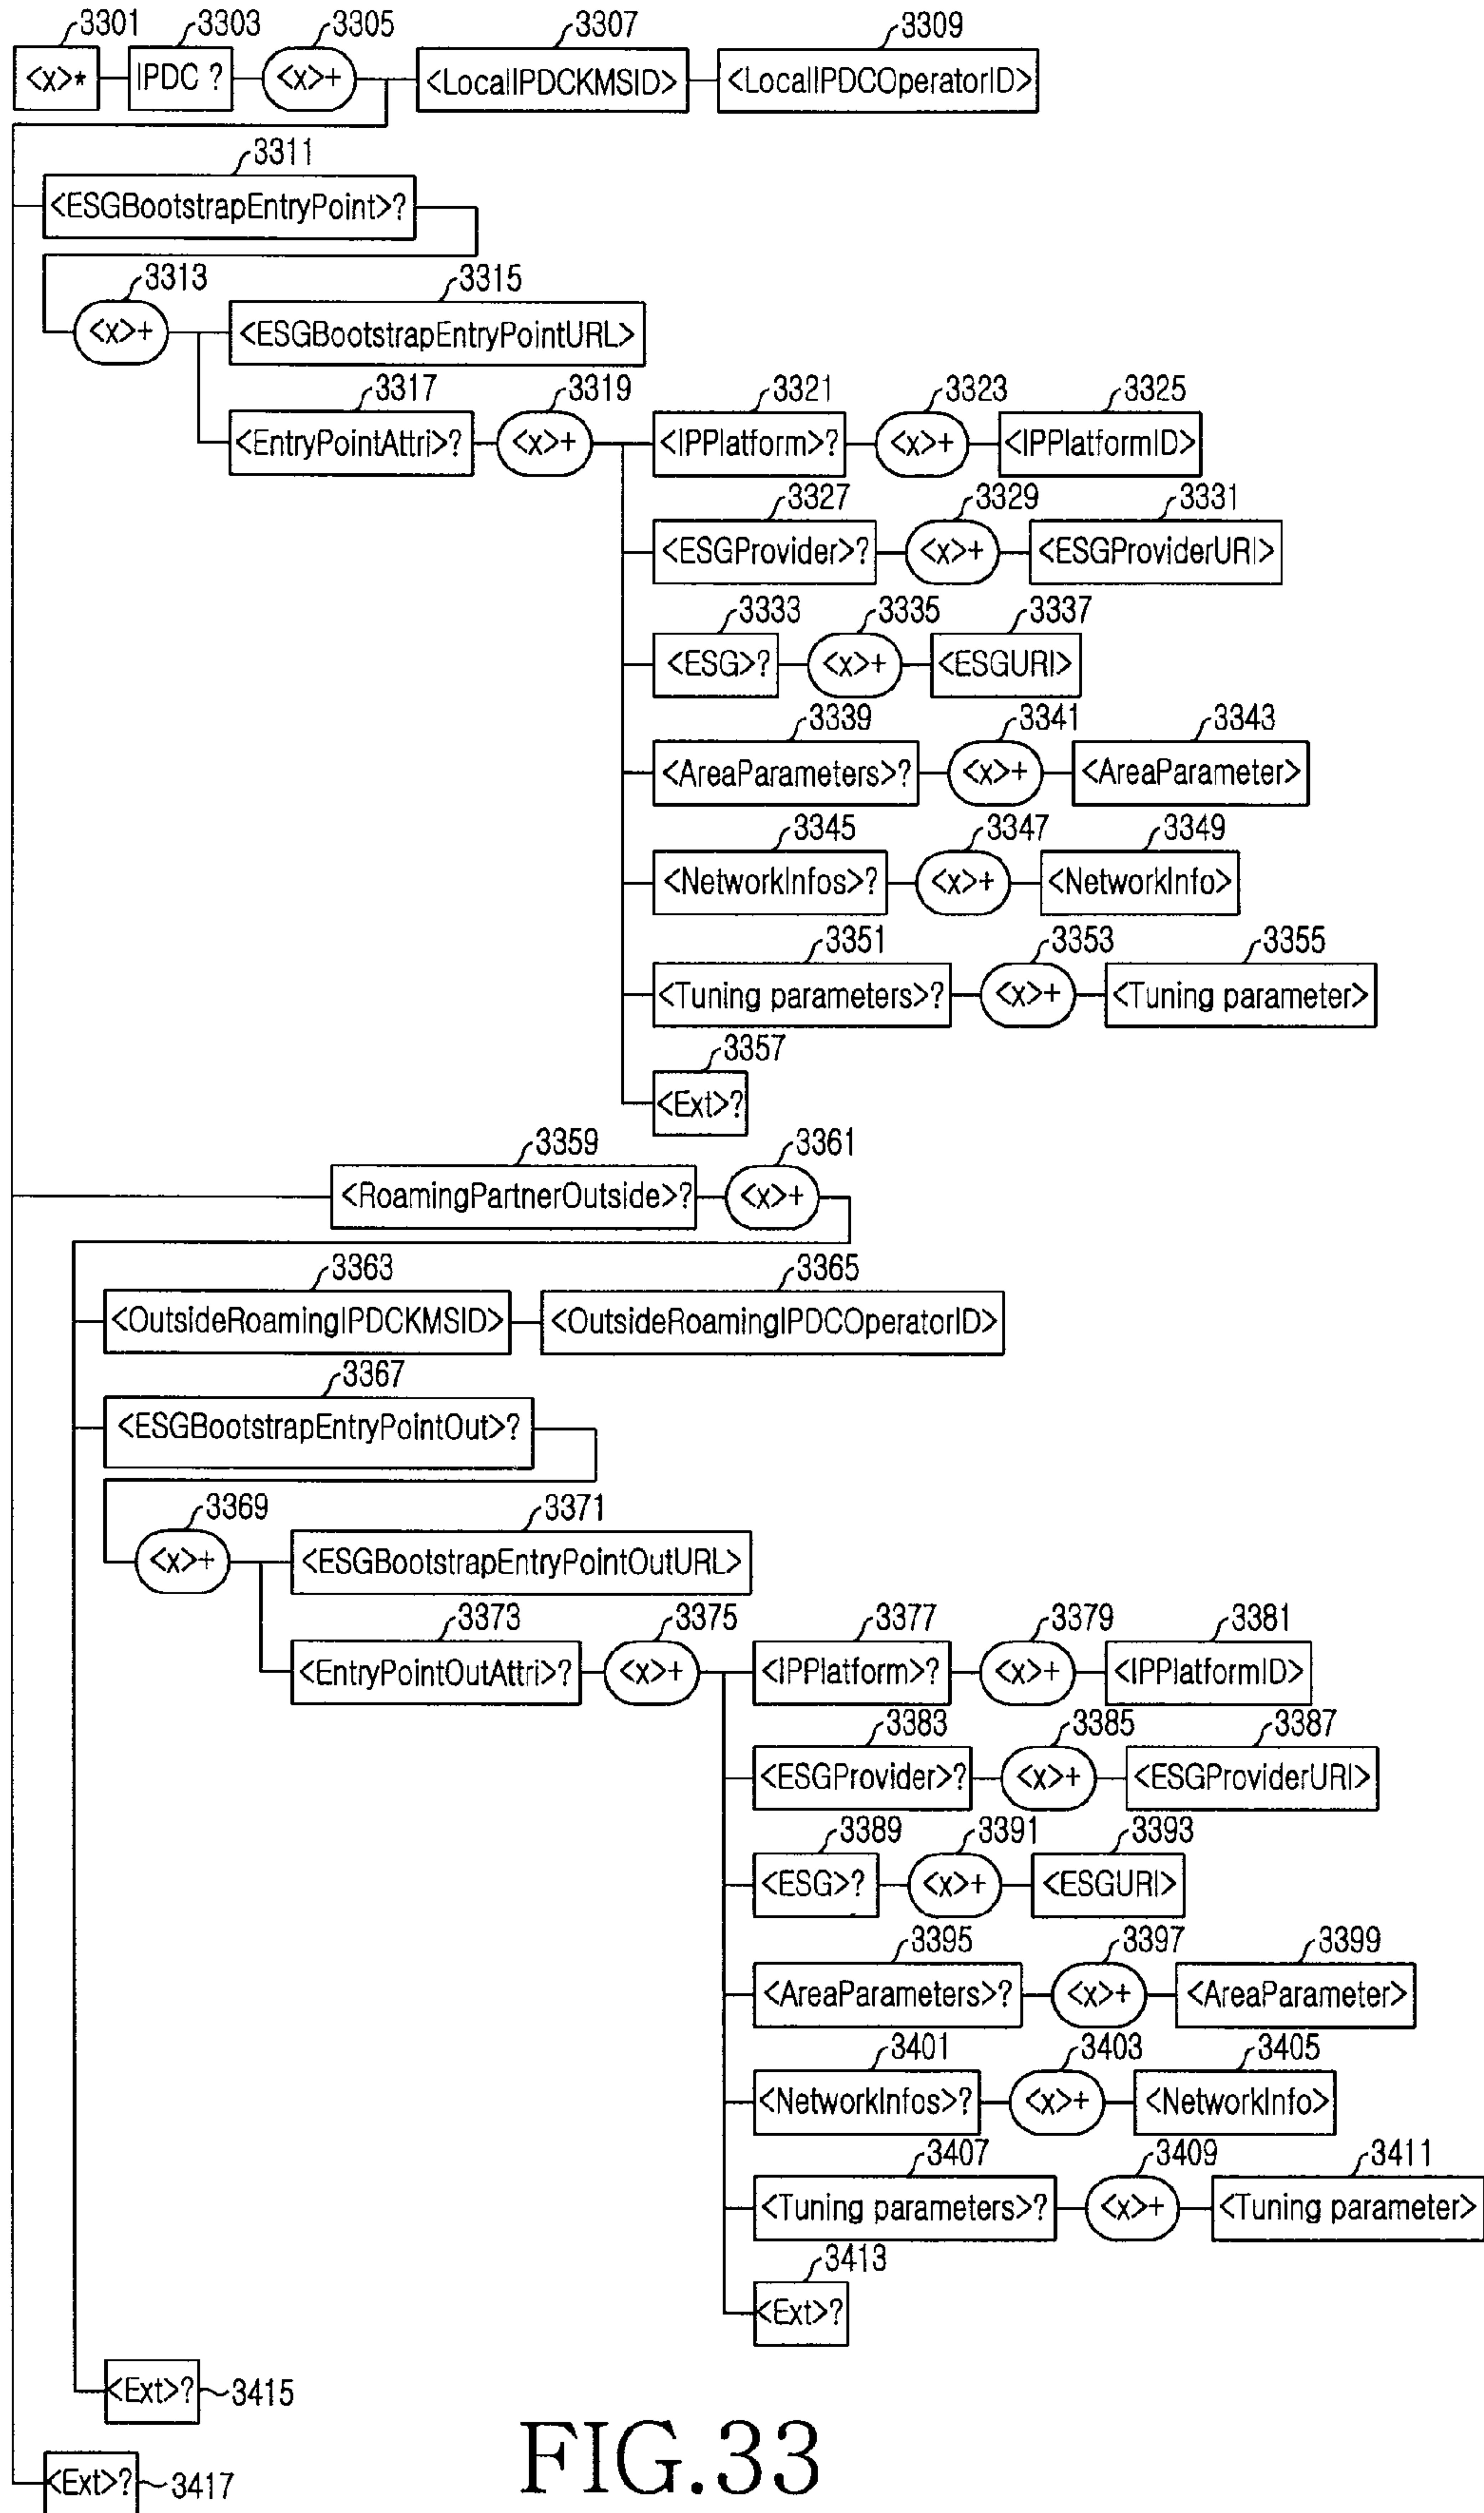 3301 3303 3305 3307 3309
<x>* IPDC ? <x>+ <LocalIPDCKMSID> <LocalIPDCOperatorID>
3311
<ESGBootstrapEntryPoint>?
3313 3315
<x>+ <ESGBootstrapEntryPointURL>
3317 3319 3321 3323 3325
<EntryPointAttri>? <x>+ <IPPlatform>? <x>+ <IPPlatformID>
3327 3329 3331
<ESGProvider>? <x>+ <ESGProviderURI>
3333 3335 3337
<ESG>? <x>+ <ESGURI>
3339 3341 3343
<AreaParameters>? <x>+ <AreaParameter>
3345 3347 3349
<NetworkInfos>? <x>+ <NetworkInfo>
3351 3353 3355
<Tuning parameters>? <x>+ <Tuning parameter>
3357
<Ext>?
3359 3361
<RoamingPartnerOutside>? <x>+
3363 3365
<OutsideRoamingIPDCKMSID> <OutsideRoamingIPDCOperatorID>
3367
<ESGBootstrapEntryPointOut>?
3369 3371
<x>+ <ESGBootstrapEntryPointOutURL>
3373 3375 3377 3379 3381
<EntryPointOutAttri>? <x>+ <IPPlatform>? <x>+ <IPPlatformID>
3383 3385 3387
<ESGProvider>? <x>+ <ESGProviderURI>
3389 3391 3393
<ESG>? <x>+ <ESGURI>
3395 3397 3399
<AreaParameters>? <x>+ <AreaParameter>
3401 3403 3405
<NetworkInfos>? <x>+ <NetworkInfo>
3407 3409 3411
<Tuning parameters>? <x>+ <Tuning parameter>
3413
<Ext>?
<Ext>? 3415
<Ext>? 3417
FIG.33